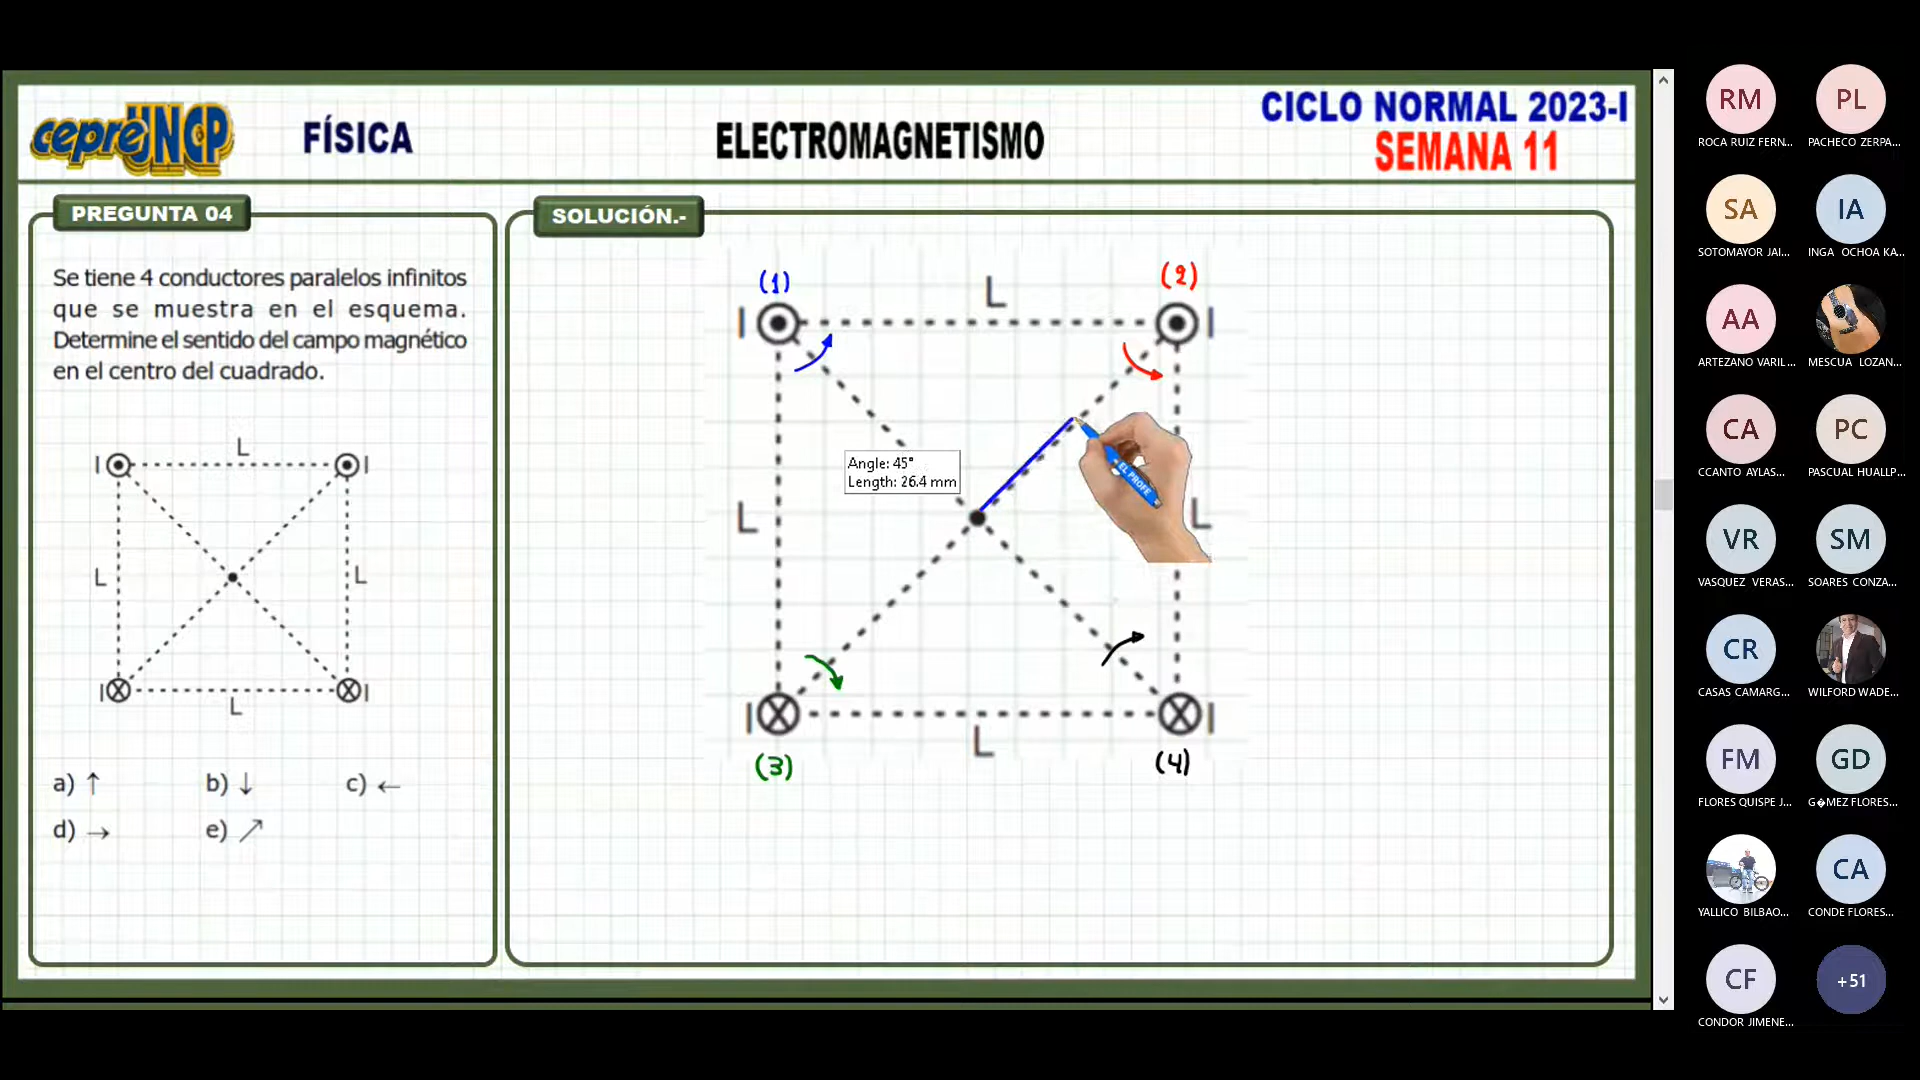 cepreUNCP
FÍSICA
ELECTROMAGNETISMO
CICLO NORMAL 2023-I
SEMANA 11
PREGUNTA 04
Se tiene 4 conductores paralelos infinitos
que se muestra en el esquema.
Determine el sentido del campo magnético
en el centro del cuadrado.
L
I
I
L
L
I
I
L
a) ↑ b) ↓ c) ←
d) → e) ↗
SOLUCIÓN.-
(1)
(2)
L
I
I
Angle: 45°
Length: 26.4 mm
EL PROFE
L
L
I
I
L
(3)
(4)
RM
ROCA RUIZ FERN...
PL
PACHECO ZERPA...
SA
SOTOMAYOR JAI...
IA
INGA OCHOA KA...
AA
ARTEZANO VARIL...
MESCUA LOZAN...
CA
CCANTO AYLAS...
PC
PASCUAL HUALLP...
VR
VASQUEZ VERAS...
SM
SOARES CONZA...
CR
CASAS CAMARG...
WILFORD WADE...
FM
FLORES QUISPE J...
GD
G�MEZ FLORES...
YALLICO BILBAO...
CA
CONDE FLORES...
CF
CONDOR JIMENE...
+51